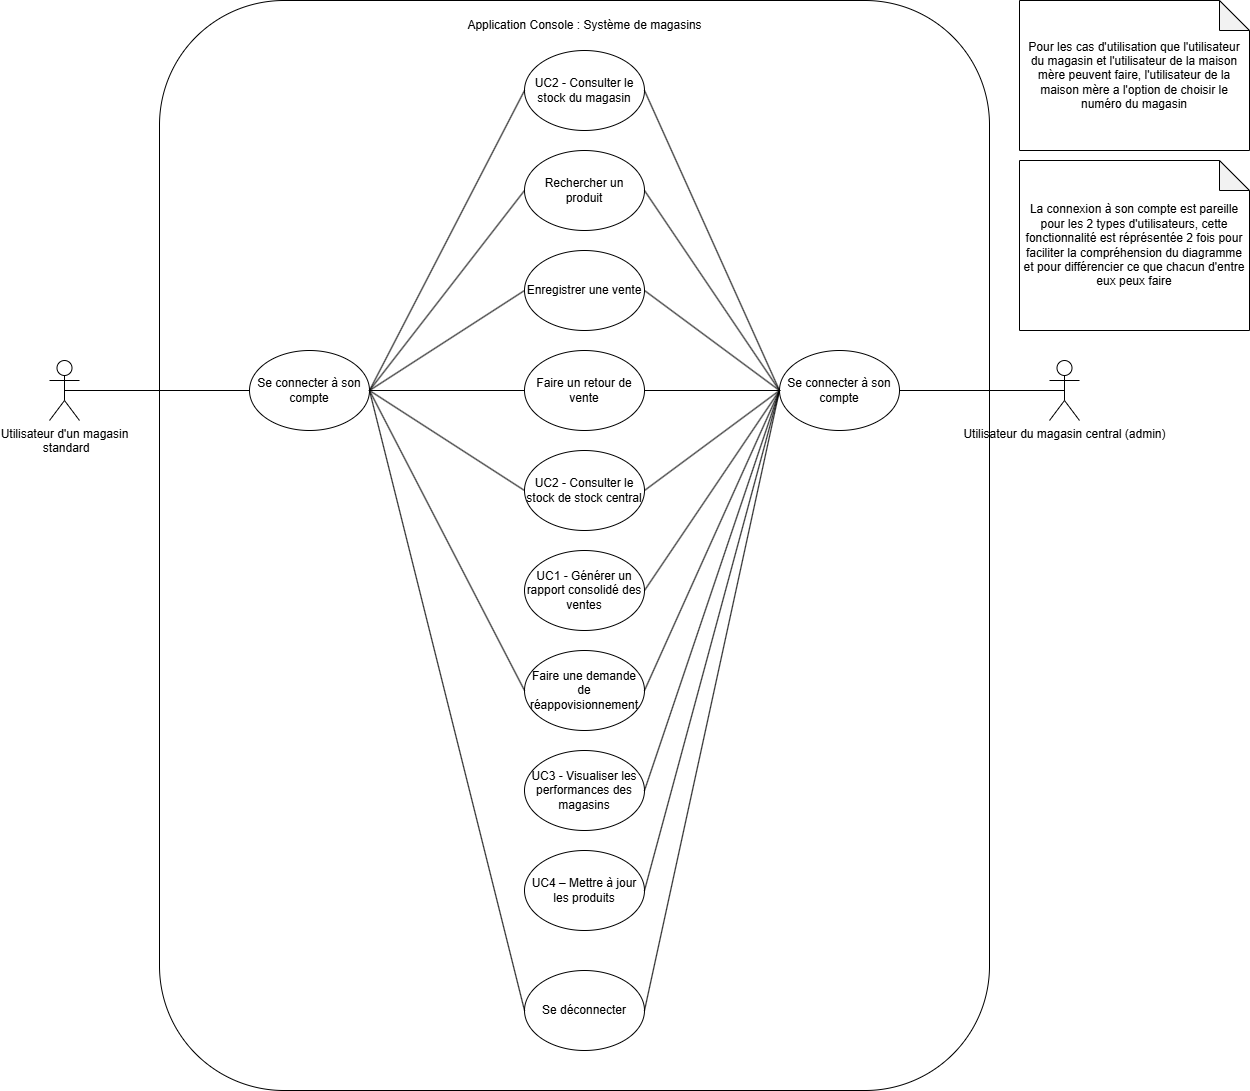 Application Console : Système de magasins
UC2 - Consulter le
stock du magasin
Rechercher un
produit
Enregistrer une vente
Se connecter à son
compte
Faire un retour de
vente
Se connecter à son
compte
Utilisateur d'un magasin
standard
Utilisateur du magasin central (admin)
UC2 - Consulter le
stock de stock central
UC1 - Générer un
rapport consolidé des
ventes
Faire une demande
de
réappovisionnement
UC3 - Visualiser les
performances des
magasins
UC4 – Mettre à jour
les produits
Se déconnecter
Pour les cas d'utilisation que l'utilisateur
du magasin et l'utilisateur de la maison
mère peuvent faire, l'utilisateur de la
maison mère a l'option de choisir le
numéro du magasin
La connexion à son compte est pareille
pour les 2 types d'utilisateurs, cette
fonctionnalité est réprésentée 2 fois pour
faciliter la compréhension du diagramme
et pour différencier ce que chacun d'entre
eux peux faire